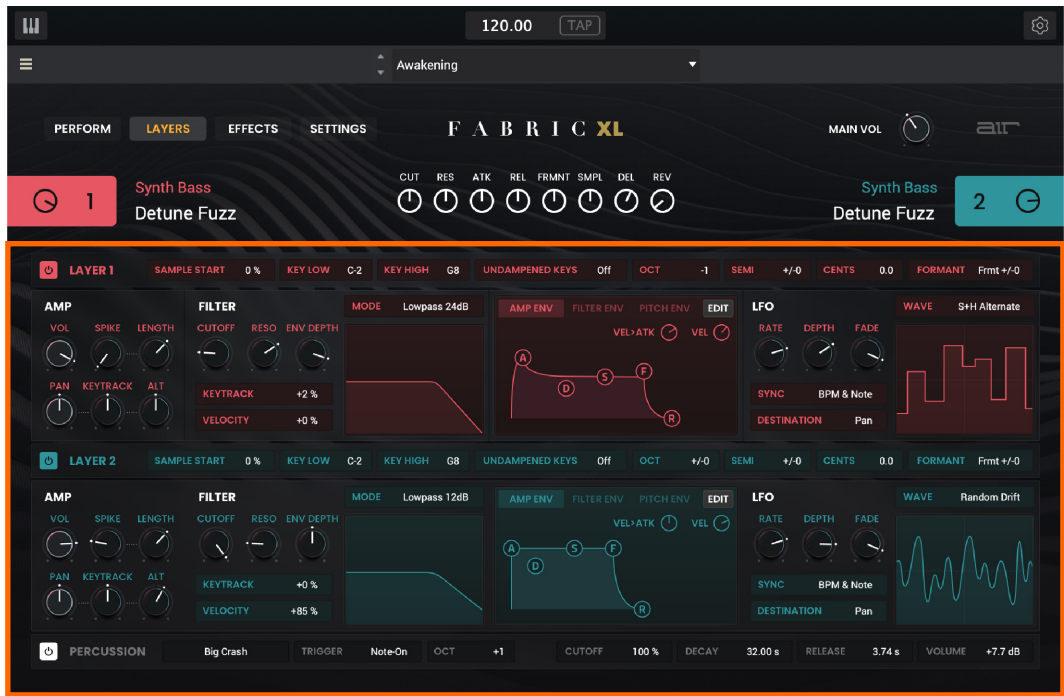 120.00 TAP
Awakening
PERFORM LAYERS EFFECTS SETTINGS FABRIC XL MAIN VOL air
CUT RES ATK REL FRMNT SMPL DEL REV
1 Synth Bass Synth Bass 2
Detune Fuzz Detune Fuzz
LAYER 1 SAMPLE START 0 % KEY LOW C-2 KEY HIGH G8 UNDAMPENED KEYS Off OCT -1 SEMI +/-0 CENTS 0.0 FORMANT Frmt +/-0
AMP FILTER MODE Lowpass 24dB AMP ENV FILTER ENV PITCH ENV EDIT LFO WAVE S+H Alternate
VOL SPIKE LENGTH CUTOFF RESO ENV DEPTH VEL>ATK VEL RATE DEPTH FADE
A D S F R
PAN KEYTRACK ALT KEYTRACK +2 % SYNC BPM & Note
VELOCITY +0 % DESTINATION Pan
LAYER 2 SAMPLE START 0 % KEY LOW C-2 KEY HIGH G8 UNDAMPENED KEYS Off OCT +/-0 SEMI +/-0 CENTS 0.0 FORMANT Frmt +/-0
AMP FILTER MODE Lowpass 12dB AMP ENV FILTER ENV PITCH ENV EDIT LFO WAVE Random Drift
VOL SPIKE LENGTH CUTOFF RESO ENV DEPTH VEL>ATK VEL RATE DEPTH FADE
A D S F R
PAN KEYTRACK ALT KEYTRACK +0 % SYNC BPM & Note
VELOCITY +85 % DESTINATION Pan
PERCUSSION Big Crash TRIGGER Note-On OCT +1 CUTOFF 100 % DECAY 32.00 s RELEASE 3.74 s VOLUME +7.7 dB